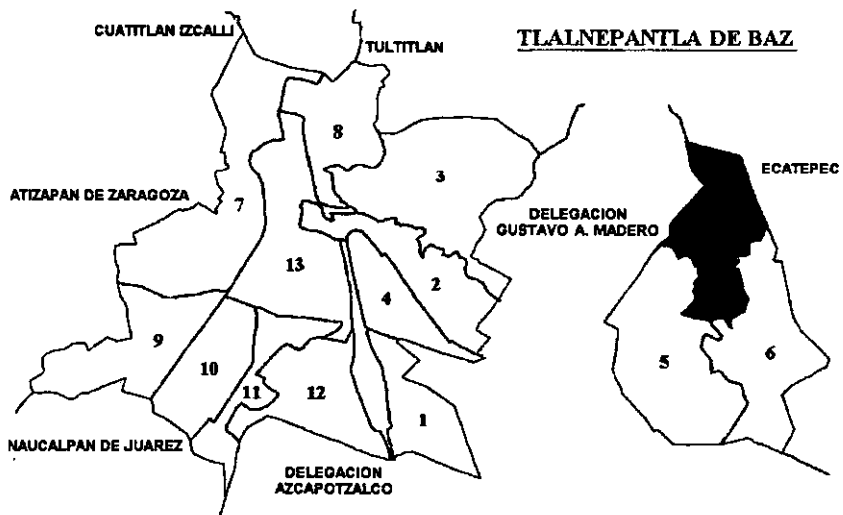 CUATITLAN IZCALLI
TULTITLAN
TLALNEPANTLA DE BAZ
8
3
ECATEPEC
ATIZAPAN DE ZARAGOZA
7
DELEGACION
GUSTAVO A. MADERO
13
2
4
9
10
5
6
11
12
1
NAUCALPAN DE JUAREZ
DELEGACION
AZCAPOTZALCO